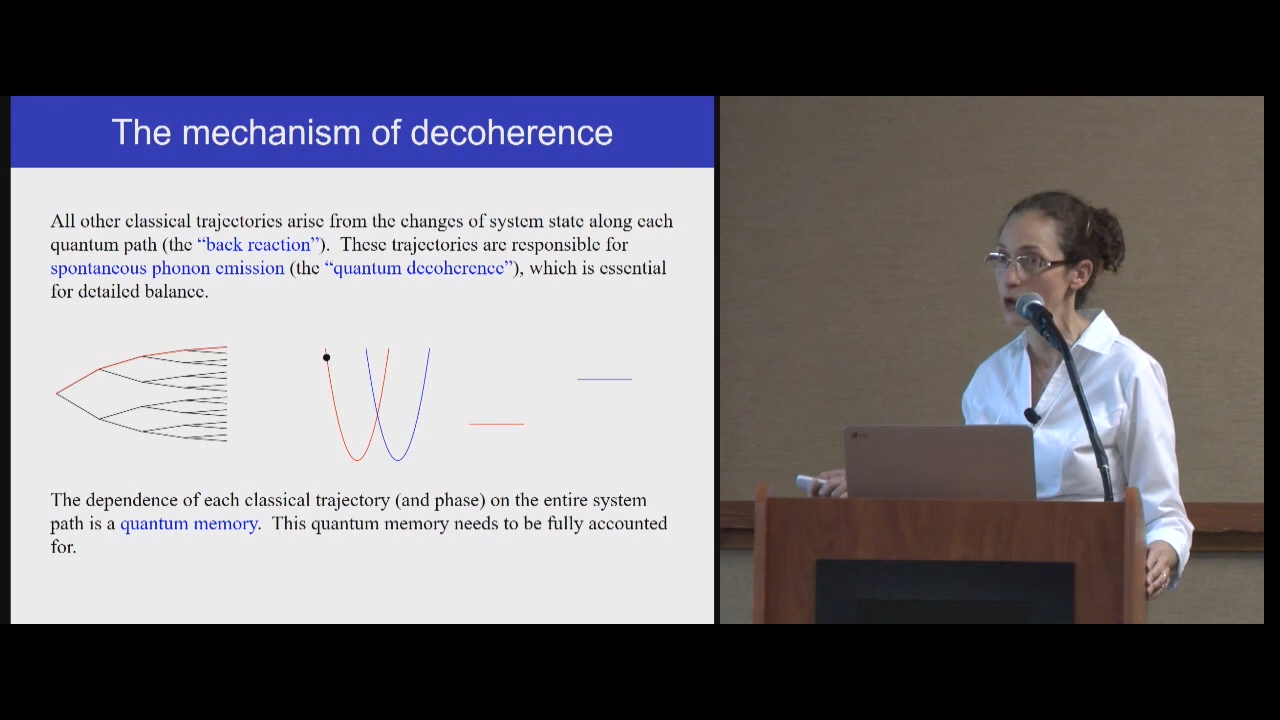 The mechanism of decoherence
All other classical trajectories arise from the changes of system state along each
quantum path (the “back reaction”). These trajectories are responsible for
spontaneous phonon emission (the “quantum decoherence”), which is essential
for detailed balance.
The dependence of each classical trajectory (and phase) on the entire system
path is a quantum memory. This quantum memory needs to be fully accounted
for.
LG